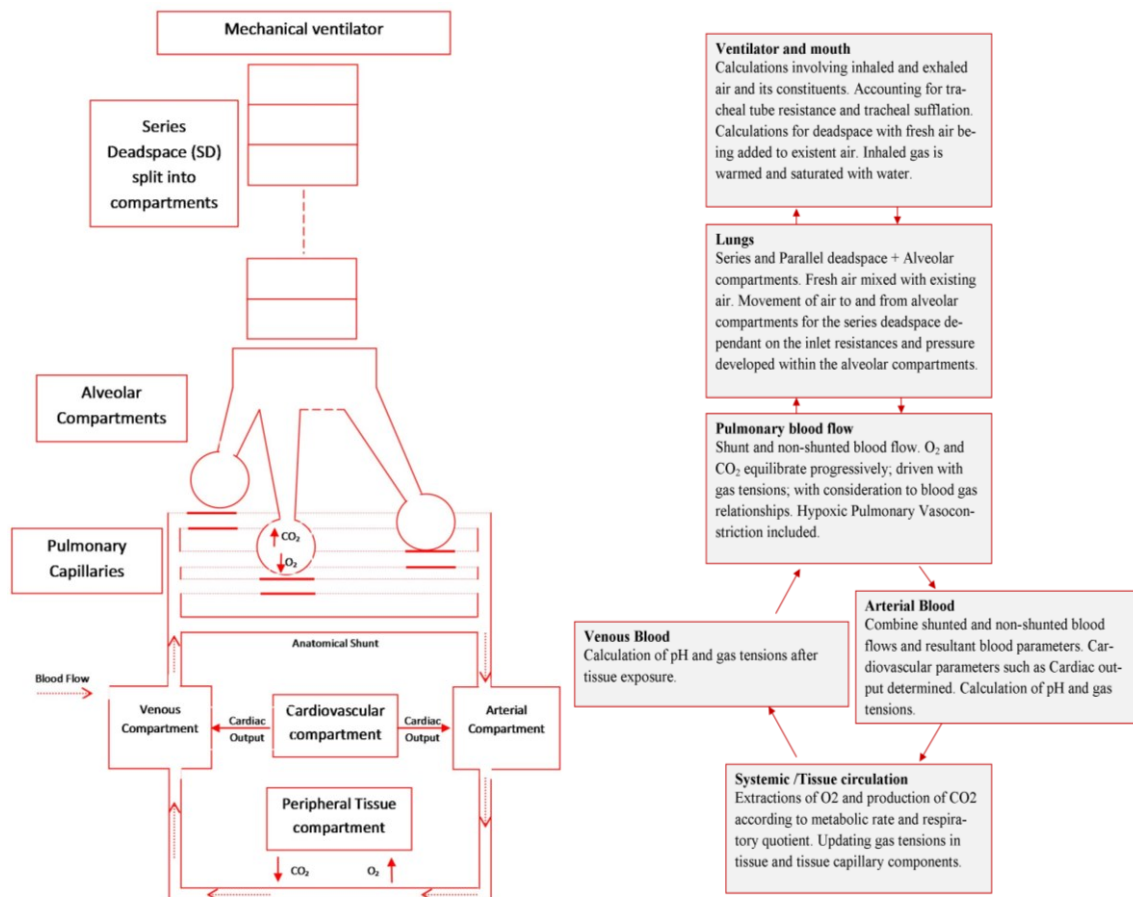 Mechanical ventilator
Series
Deadspace (SD)
split into
compartments
Alveolar
Compartments
Pulmonary
Capillaries
CO₂
O₂
Anatomical Shunt
Blood Flow
Venous
Compartment
Cardiac
Output
Cardiovascular
compartment
Cardiac
Output
Arterial
Compartment
Peripheral Tissue
compartment
CO₂
O₂
Ventilator and mouth
Calculations involving inhaled and exhaled
air and its constituents. Accounting for tra-
cheal tube resistance and tracheal sufflation.
Calculations for deadspace with fresh air be-
ing added to existent air. Inhaled gas is
warmed and saturated with water.
Lungs
Series and Parallel deadspace + Alveolar
compartments. Fresh air mixed with existing
air. Movement of air to and from alveolar
compartments for the series deadspace de-
pendant on the inlet resistances and pressure
developed within the alveolar compartments.
Pulmonary blood flow
Shunt and non-shunted blood flow. O₂ and
CO₂ equilibrate progressively; driven with
gas tensions; with consideration to blood gas
relationships. Hypoxic Pulmonary Vasocon-
striction included.
Venous Blood
Calculation of pH and gas tensions after
tissue exposure.
Arterial Blood
Combine shunted and non-shunted blood
flows and resultant blood parameters. Car-
diovascular parameters such as Cardiac out-
put determined. Calculation of pH and gas
tensions.
Systemic /Tissue circulation
Extractions of O2 and production of CO2
according to metabolic rate and respira-
tory quotient. Updating gas tensions in
tissue and tissue capillary components.